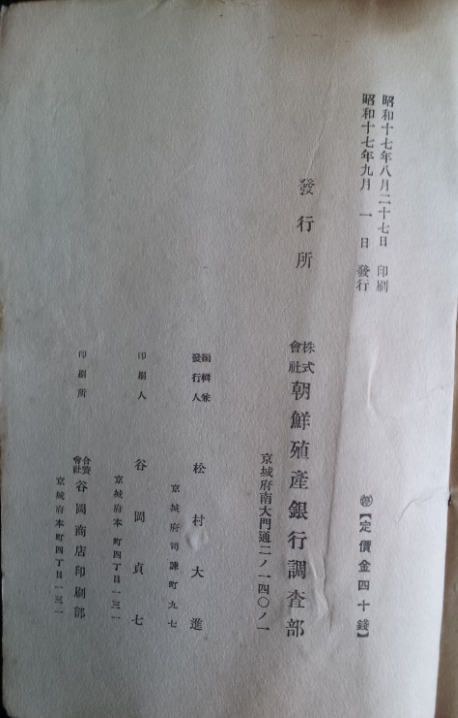 昭和十七年八月二十七日 印刷
昭和十七年九月 一 日 發行
㊕【定價金四十錢】
發行所
株式會社 朝鮮殖產銀行調査部
京城府南大門通二ノ一四〇ノ一
編輯兼發行人 松村大進
京城府司諫町九七
印刷人 谷岡貞七
京城府本町四丁目一三一
印刷所 合資會社 谷岡商店印刷部
京城府本町四丁目一三一